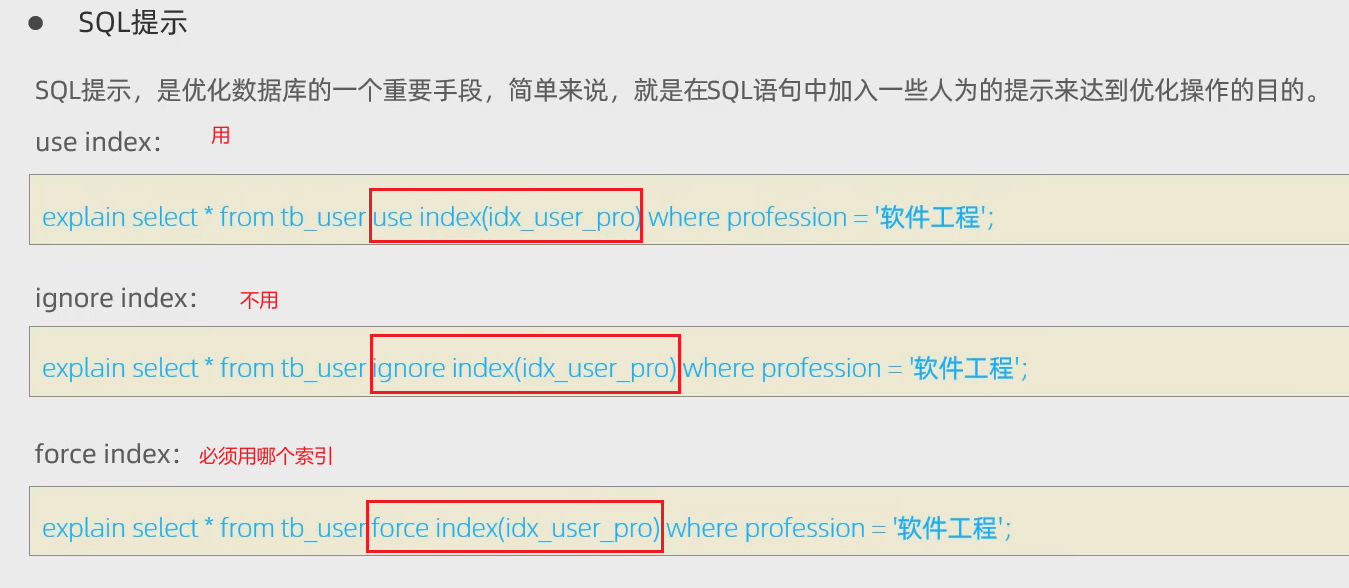 ● SQL提示
SQL提示，是优化数据库的一个重要手段，简单来说，就是在SQL语句中加入一些人为的提示来达到优化操作的目的。
use index： 用
explain select * from tb_user use index(idx_user_pro) where profession = '软件工程';
ignore index： 不用
explain select * from tb_user ignore index(idx_user_pro) where profession = '软件工程';
force index： 必须用哪个索引
explain select * from tb_user force index(idx_user_pro) where profession = '软件工程';